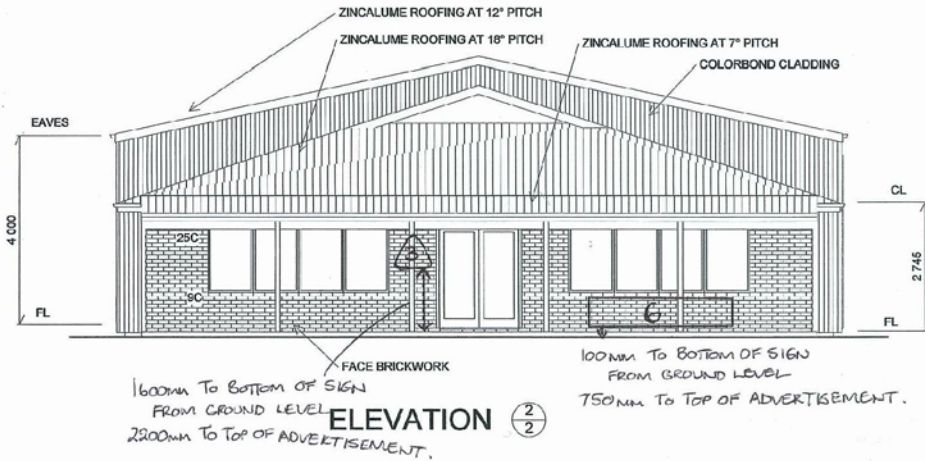 ZINCALUME ROOFING AT 12° PITCH
ZINCALUME ROOFING AT 18° PITCH
ZINCALUME ROOFING AT 7° PITCH
COLORBOND CLADDING
EAVES
4 000
FL
CL
2 745
FL
25C
9C
3
6
FACE BRICKWORK
1600mm TO BOTTOM OF SIGN
FROM GROUND LEVEL
2200mm TO TOP OF ADVERTISEMENT.
100mm TO BOTTOM OF SIGN
FROM GROUND LEVEL
750mm TO TOP OF ADVERTISEMENT.
ELEVATION
2
2